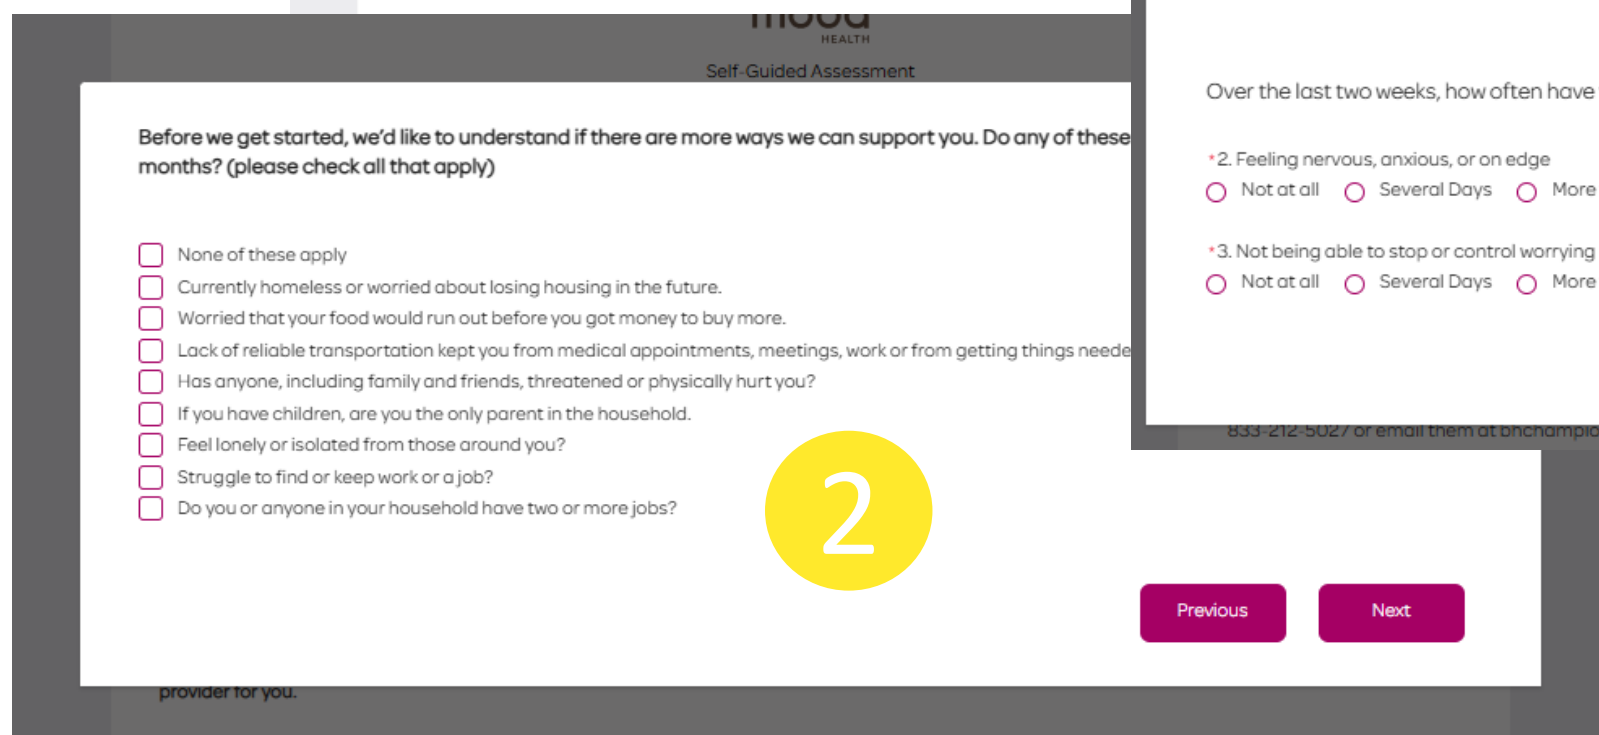 HEALTH
Self-Guided Assessment
Before we get started, we'd like to understand if there are more ways we can support you. Do any of these
months? (please check all that apply)
None of these apply
Currently homeless or worried about losing housing in the future.
Worried that your food would run out before you got money to buy more.
Lack of reliable transportation kept you from medical appointments, meetings, work or from getting things neede
Has anyone, including family and friends, threatened or physically hurt you?
If you have children, are you the only parent in the household.
Feel lonely or isolated from those around you?
Struggle to find or keep work or a job?
Do you or anyone in your household have two or more jobs?
2
Previous
Next
provider for you.
Over the last two weeks, how often have
*2. Feeling nervous, anxious, or on edge
Not at all Several Days More
*3. Not being able to stop or control worrying
Not at all Several Days More
833-212-5027 or email them at bhchampio